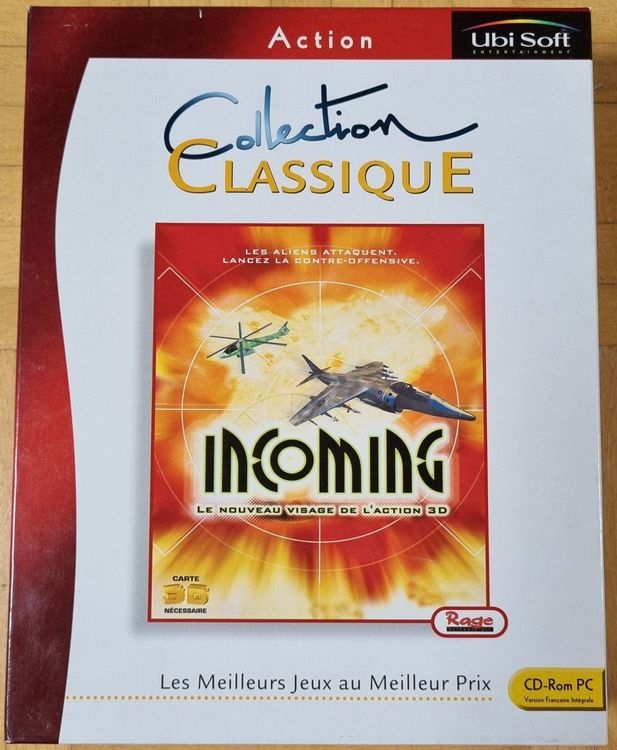 Action
Ubi Soft
ENTERTAINMENT
Collection
CLASSIQUE
LES ALIENS ATTAQUENT.
LANCEZ LA CONTRE-OFFENSIVE.
INCOMING
LE NOUVEAU VISAGE DE L'ACTION 3D
CARTE
3D
NÉCESSAIRE
Rage
Les Meilleurs Jeux au Meilleur Prix
CD-Rom PC
Version Française Intégrale